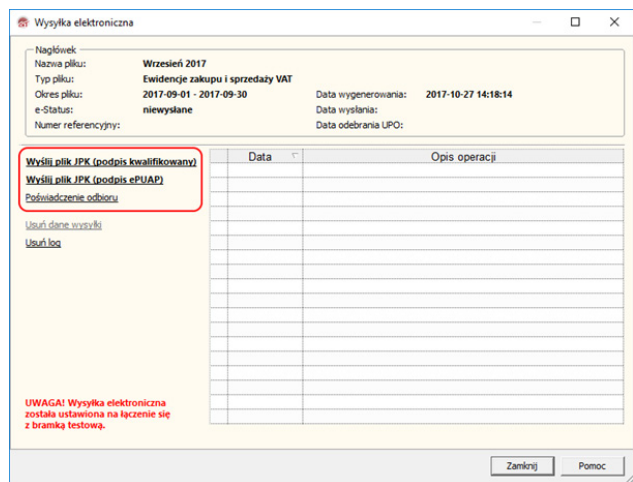 Wysyłka elektroniczna
Nagłówek
Nazwa pliku: Wrzesień 2017
Typ pliku: Ewidencje zakupu i sprzedaży VAT
Okres pliku: 2017-09-01 - 2017-09-30 Data wygenerowania: 2017-10-27 14:18:14
e-Status: niewysłane Data wysłania:
Numer referencyjny: Data odebrania UPO:
Wyślij plik JPK (podpis kwalifikowany)
Wyślij plik JPK (podpis ePUAP)
Poświadczenie odbioru
Usuń dane wysyłki
Usuń log
Data Opis operacji
UWAGA! Wysyłka elektroniczna
została ustawiona na łączenie się
z bramką testową.
Zamknij Pomoc